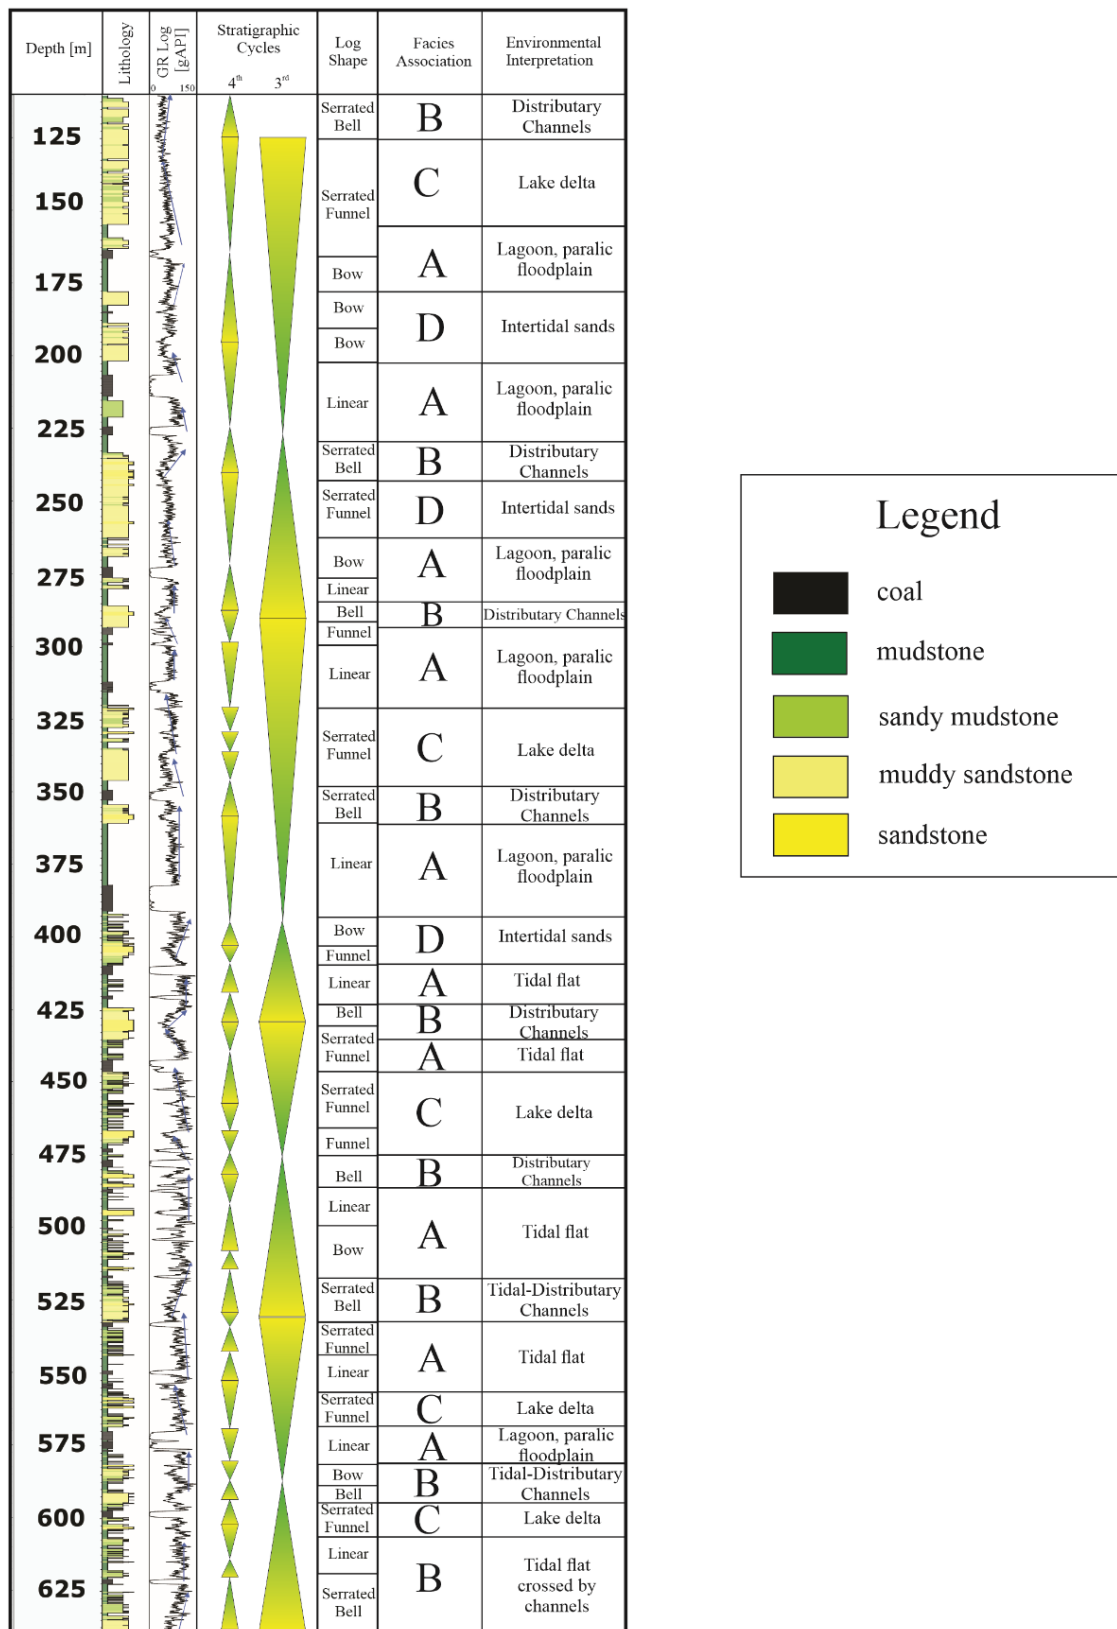 Depth [m]
Lithology
GR Log
[gAPI]
0 150
Stratigraphic
Cycles
4th 3rd
Log
Shape
Facies
Association
Environmental
Interpretation
125
150
175
200
225
250
275
300
325
350
375
400
425
450
475
500
525
550
575
600
625
Serrated
Bell
Serrated
Funnel
Bow
Bow
Bow
Linear
Serrated
Bell
Serrated
Funnel
Bow
Linear
Bell
Funnel
Linear
Serrated
Funnel
Serrated
Bell
Linear
Bow
Funnel
Linear
Bell
Serrated
Funnel
Serrated
Funnel
Funnel
Bell
Linear
Bow
Serrated
Bell
Serrated
Funnel
Linear
Serrated
Funnel
Linear
Bow
Bell
Serrated
Funnel
Linear
Serrated
Bell
B
C
A
D
A
B
D
A
B
A
C
B
A
D
A
B
A
C
B
A
B
A
C
A
B
C
B
Distributary
Channels
Lake delta
Lagoon, paralic
floodplain
Intertidal sands
Lagoon, paralic
floodplain
Distributary
Channels
Intertidal sands
Lagoon, paralic
floodplain
Distributary Channels
Lagoon, paralic
floodplain
Lake delta
Distributary
Channels
Lagoon, paralic
floodplain
Intertidal sands
Tidal flat
Distributary
Channels
Tidal flat
Lake delta
Distributary
Channels
Tidal flat
Tidal-Distributary
Channels
Tidal flat
Lake delta
Lagoon, paralic
floodplain
Tidal-Distributary
Channels
Lake delta
Tidal flat
crossed by
channels
Legend
coal
mudstone
sandy mudstone
muddy sandstone
sandstone